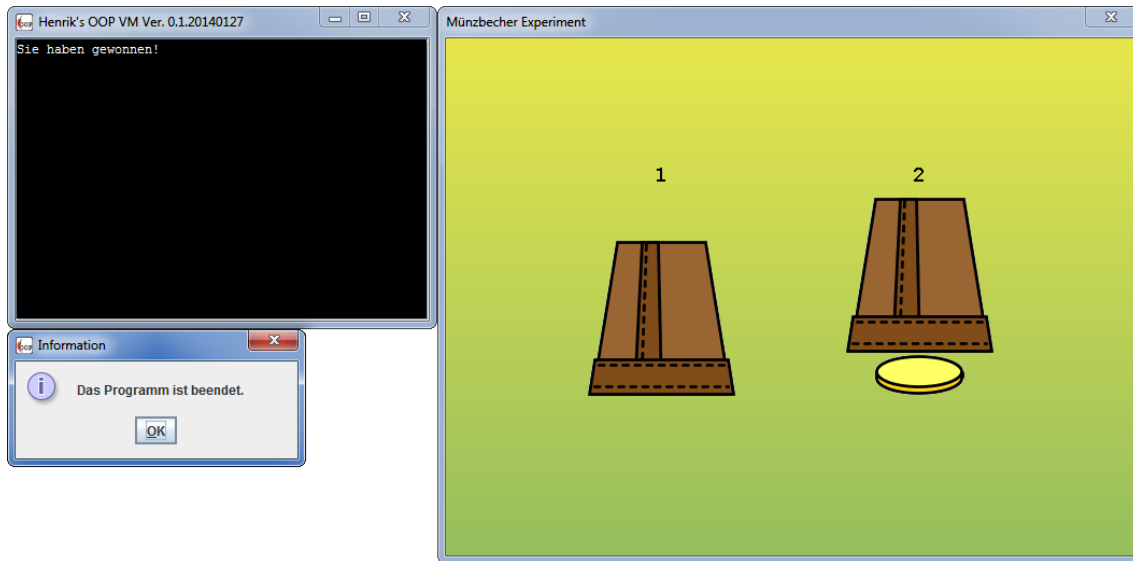 Henrik's OOP VM Ver. 0.1.20140127
Sie haben gewonnen!
Information
Das Programm ist beendet.
OK
Münzbecher Experiment
1
2